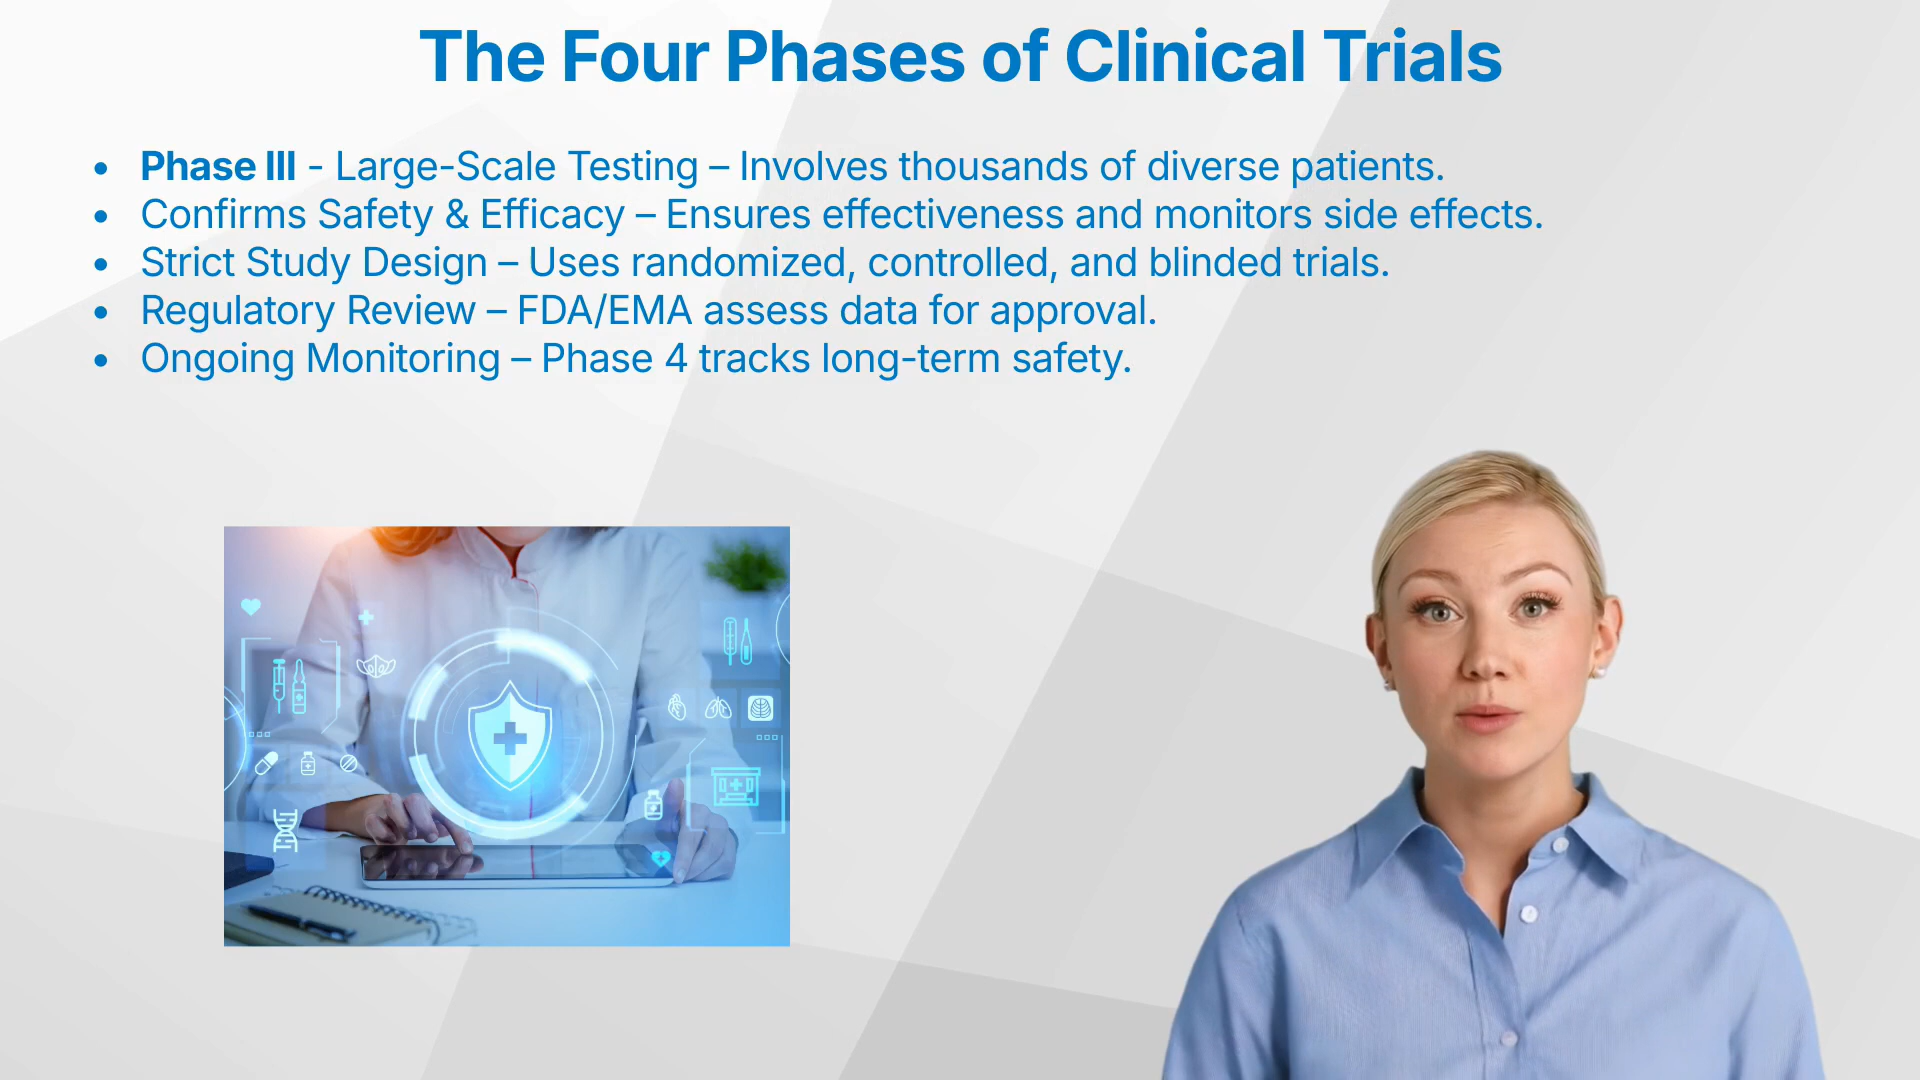 The Four Phases of Clinical Trials
• Phase III - Large-Scale Testing – Involves thousands of diverse patients.
• Confirms Safety & Efficacy – Ensures effectiveness and monitors side effects.
• Strict Study Design – Uses randomized, controlled, and blinded trials.
• Regulatory Review – FDA/EMA assess data for approval.
• Ongoing Monitoring – Phase 4 tracks long-term safety.